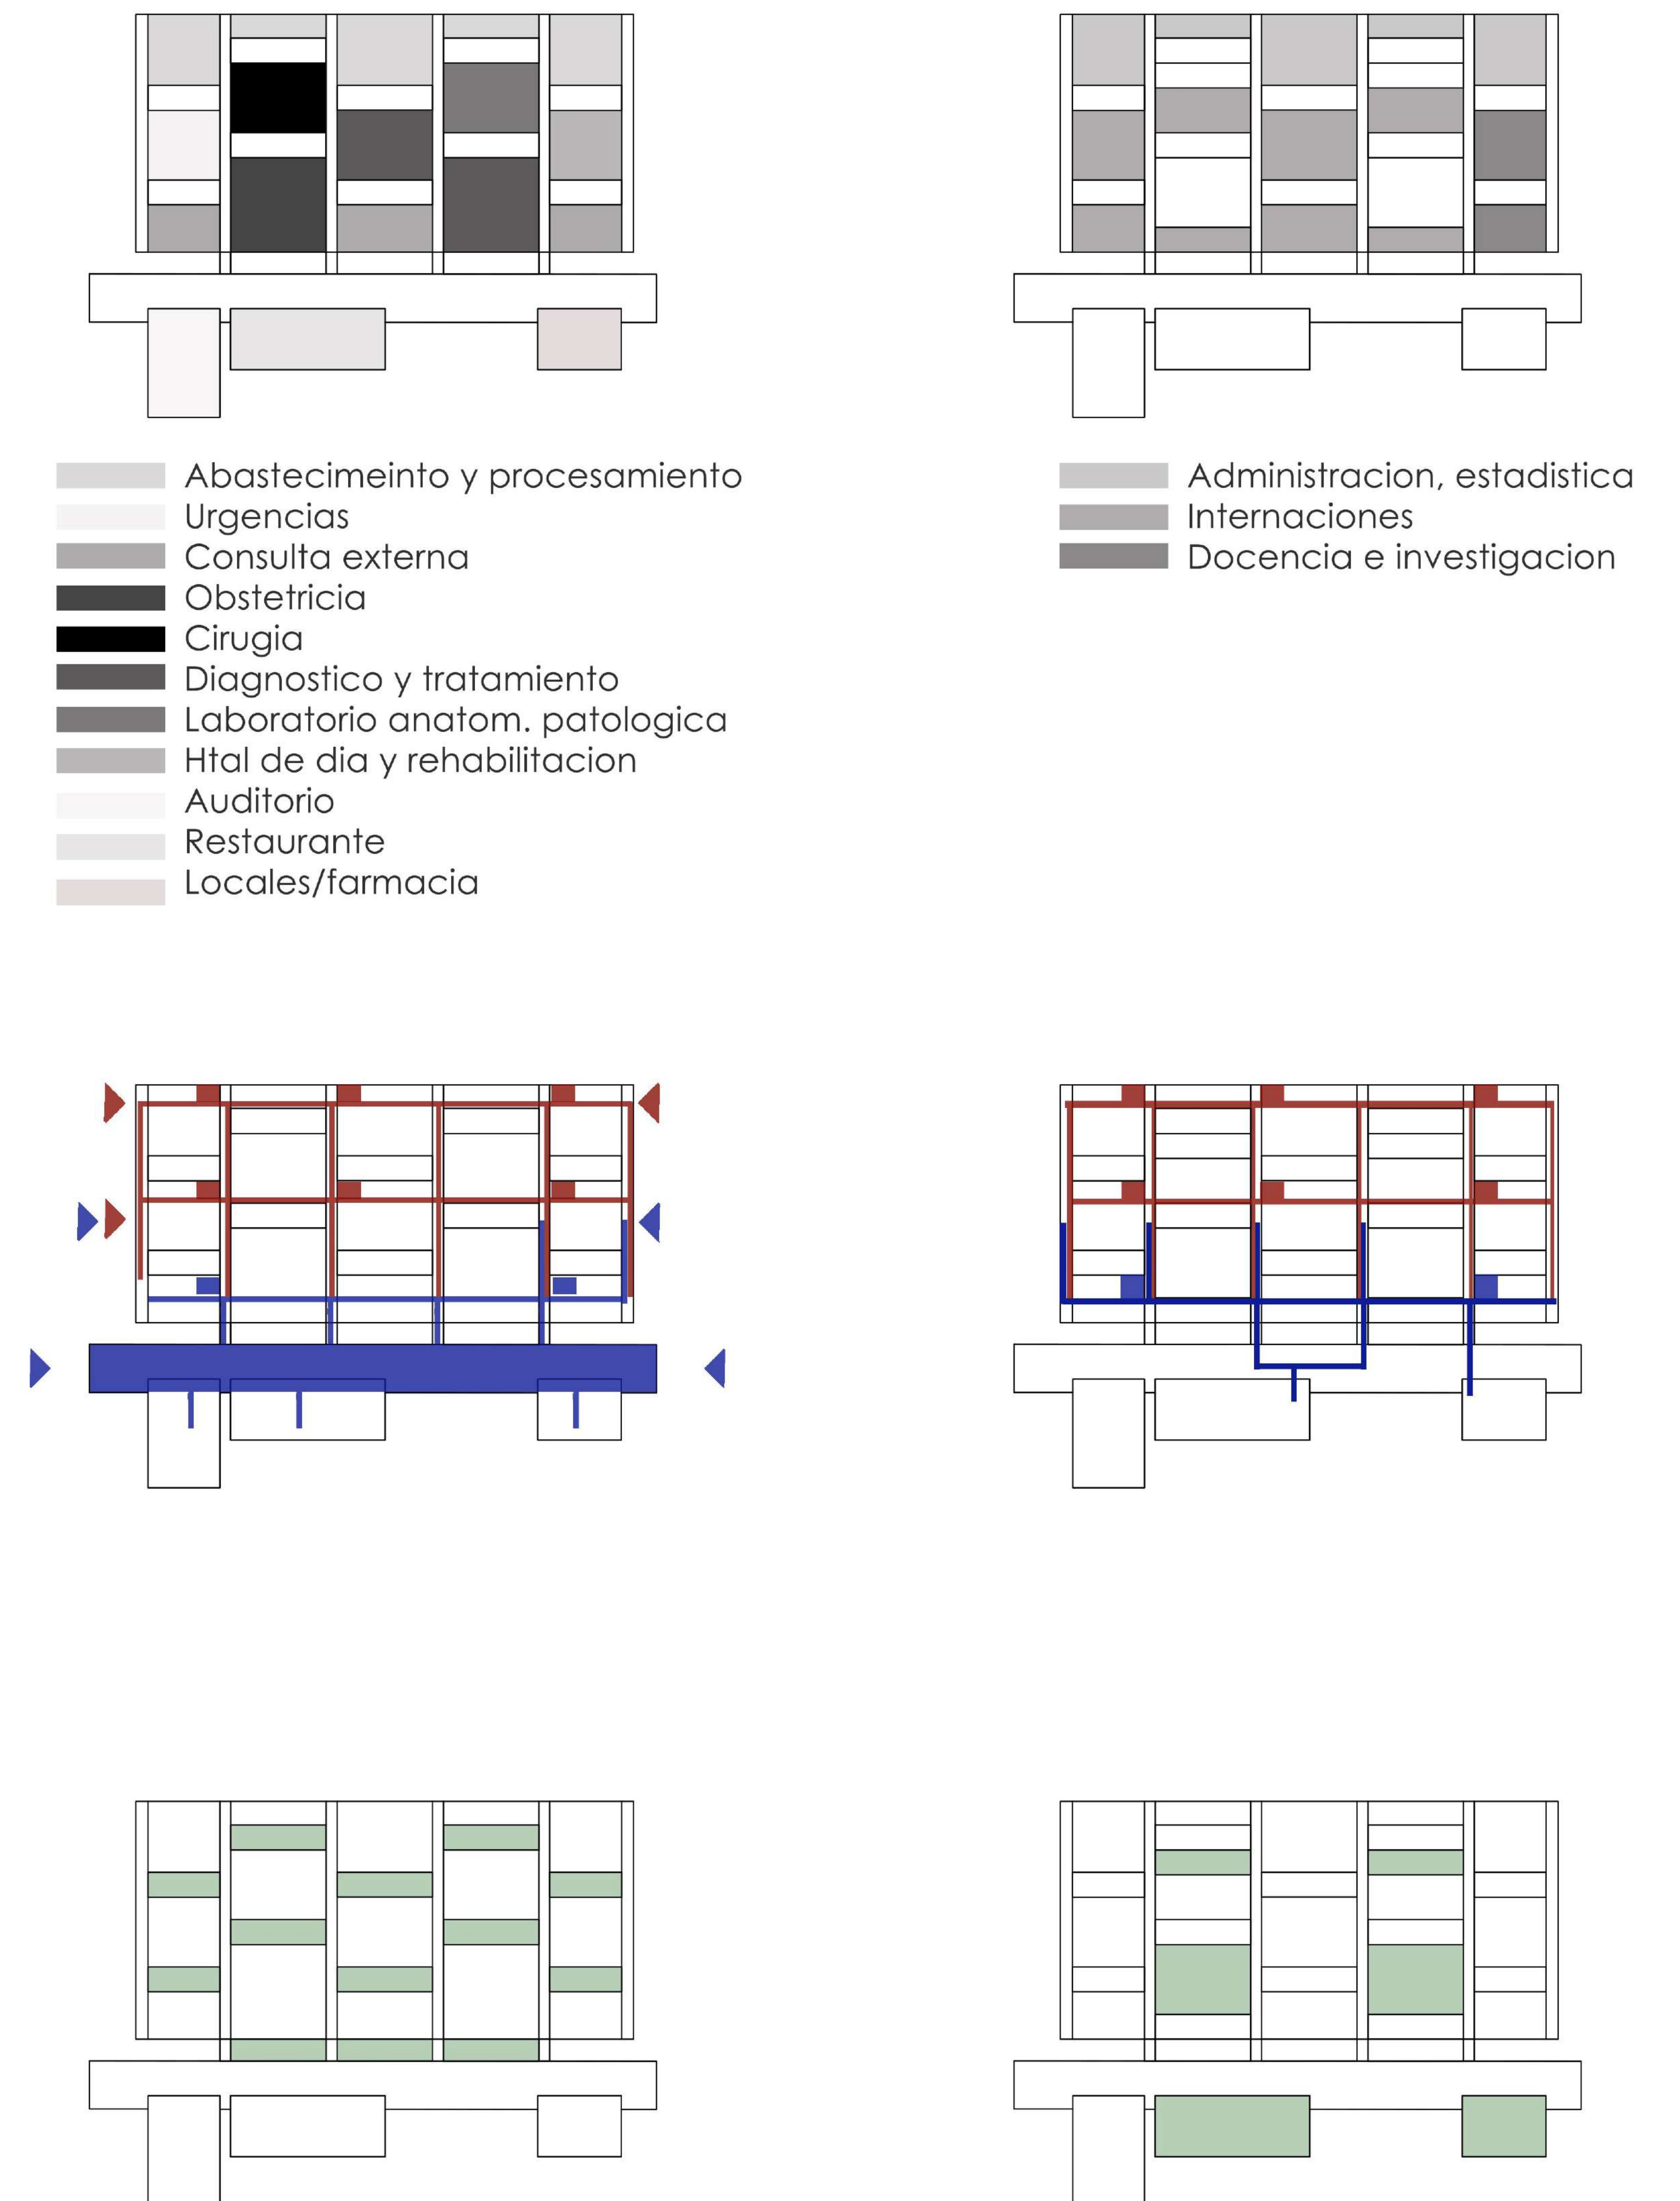 Abastecimeinto y procesamiento
Urgencias
Consulta externa
Obstetricia
Cirugia
Diagnostico y tratamiento
Laboratorio anatom. patologica
Htal de dia y rehabilitacion
Auditorio
Restaurante
Locales/farmacia
Administracion, estadistica
Internaciones
Docencia e investigacion